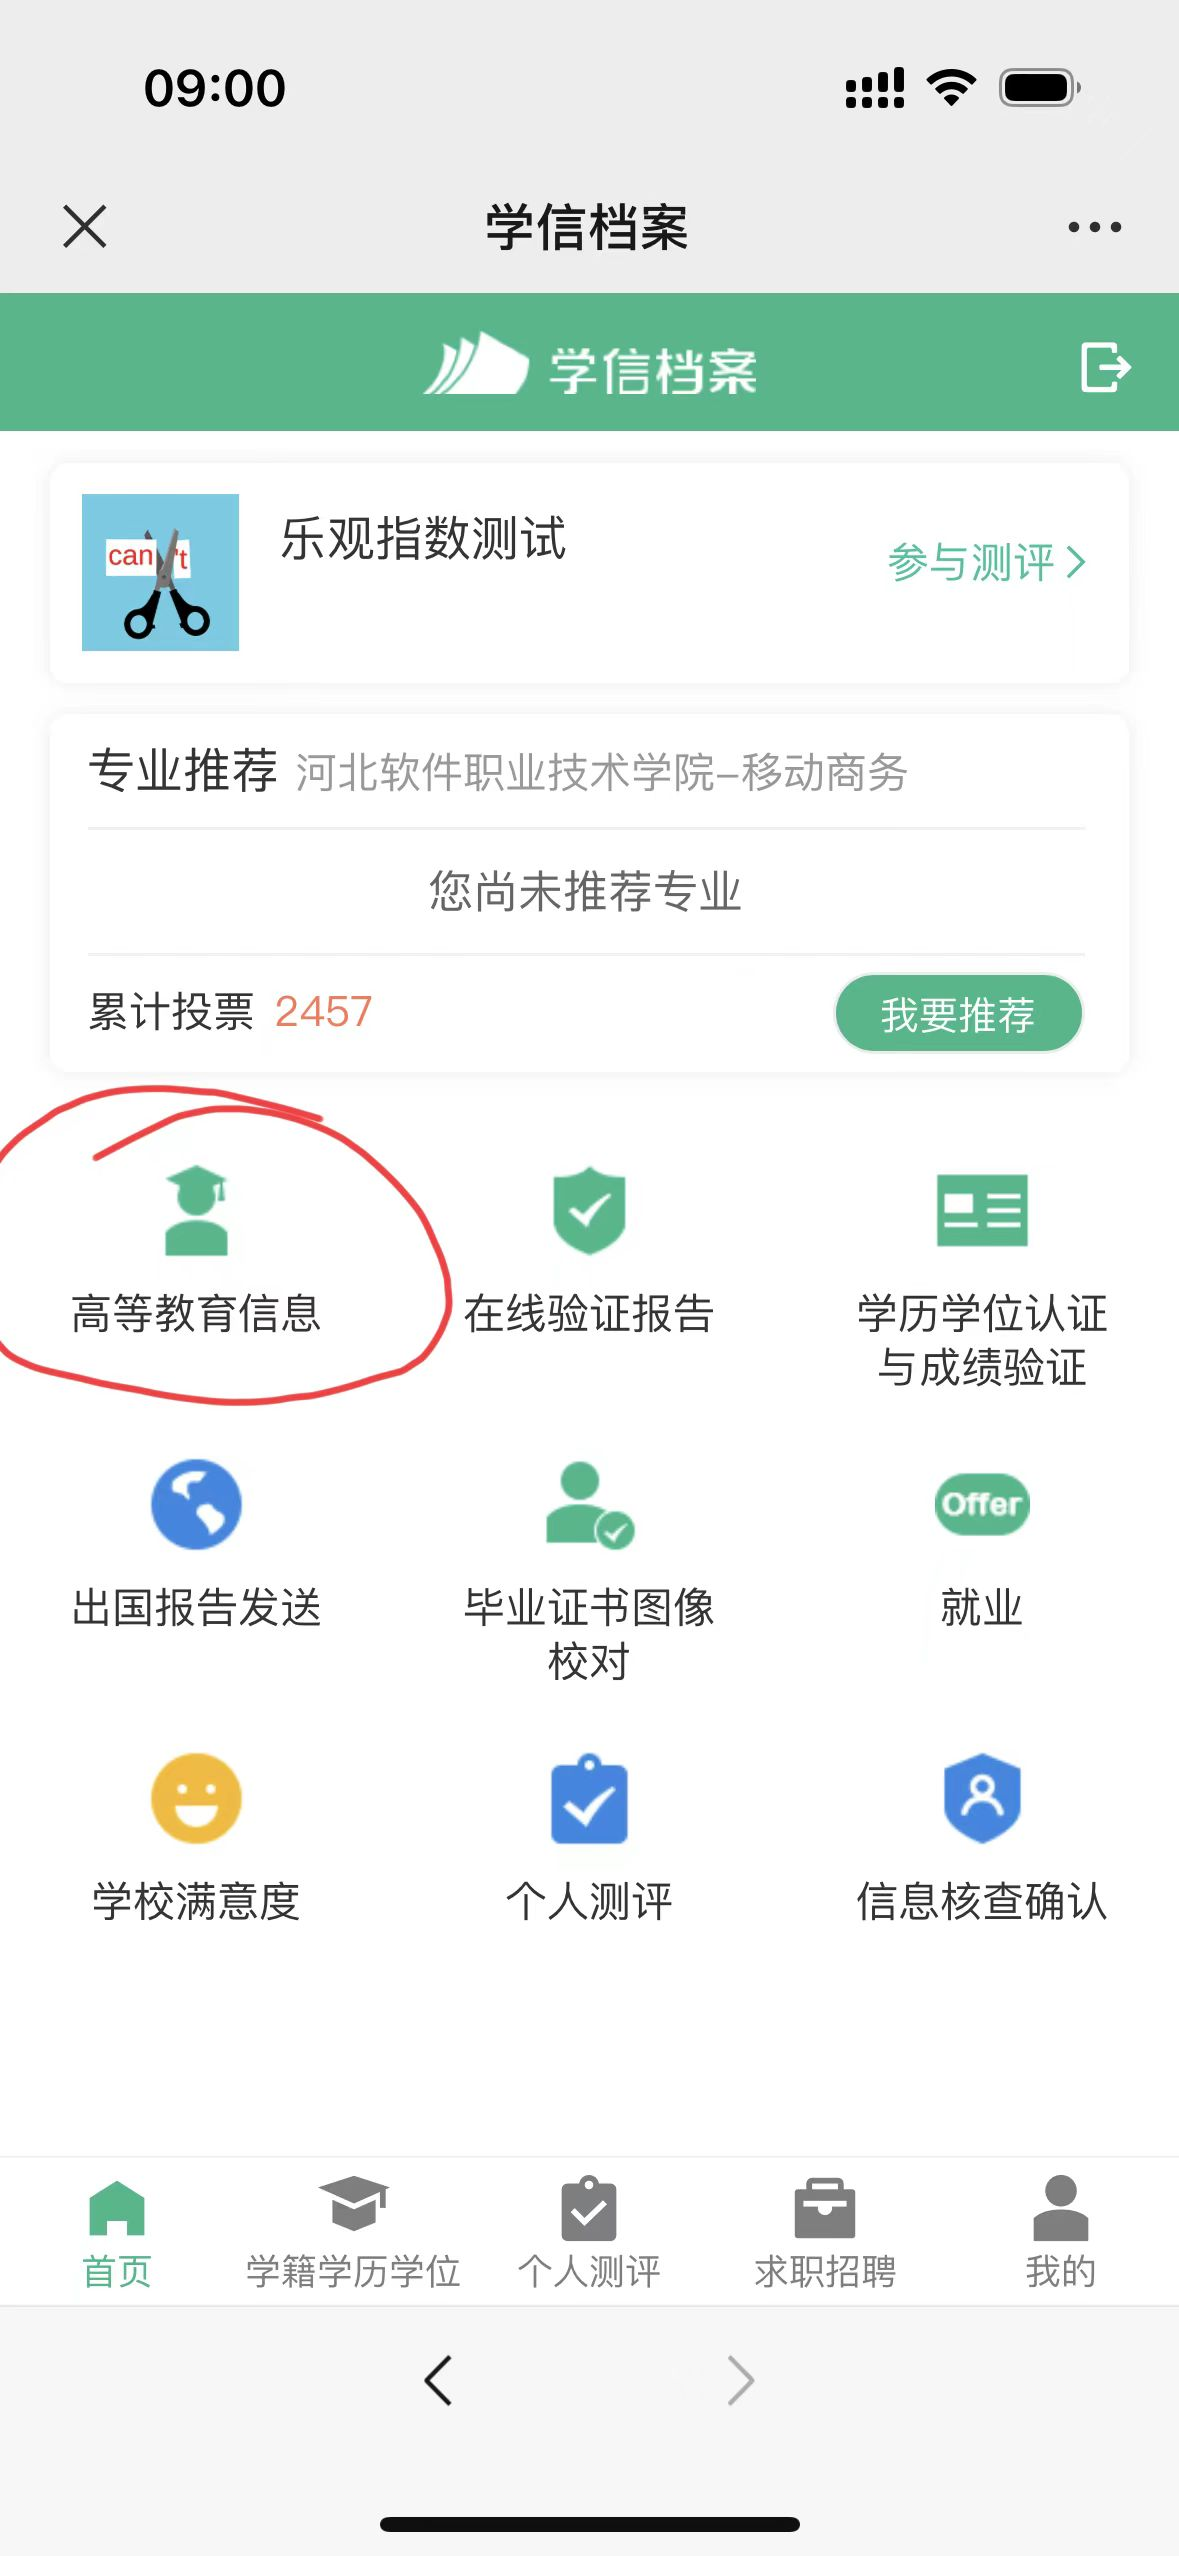 09:00
学信档案
学信档案
can't
乐观指数测试
参与测评
专业推荐 河北软件职业技术学院-移动商务
您尚未推荐专业
累计投票 2457
我要推荐
高等教育信息
在线验证报告
学历学位认证
与成绩验证
出国报告发送
毕业证书图像
校对
Offer
就业
学校满意度
个人测评
信息核查确认
首页
学籍学历学位
个人测评
求职招聘
我的